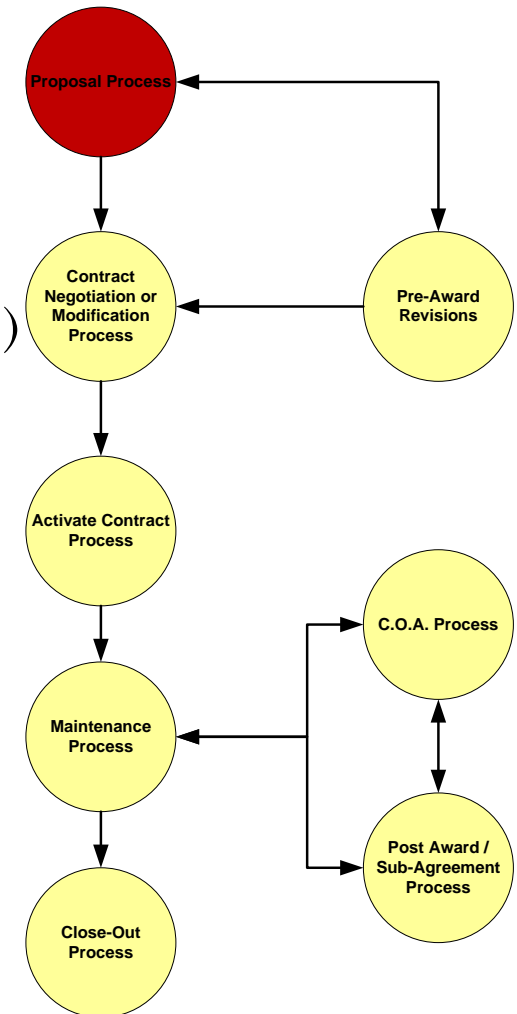 Proposal Process
Contract
Negotiation or
Modification
Process
Pre-Award
Revisions
)
Activate Contract
Process
C.O.A. Process
Maintenance
Process
Post Award /
Sub-Agreement
Process
Close-Out
Process